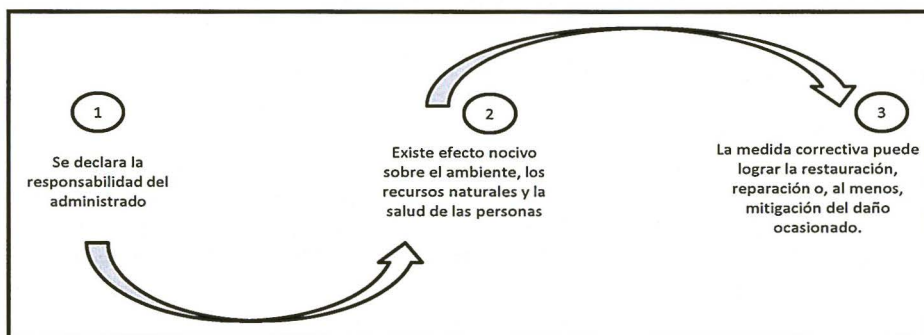 1
Se declara la
responsabilidad del
administrado
2
Existe efecto nocivo
sobre el ambiente, los
recursos naturales y la
salud de las personas
3
La medida correctiva puede
lograr la restauración,
reparación o, al menos,
mitigación del daño
ocasionado.